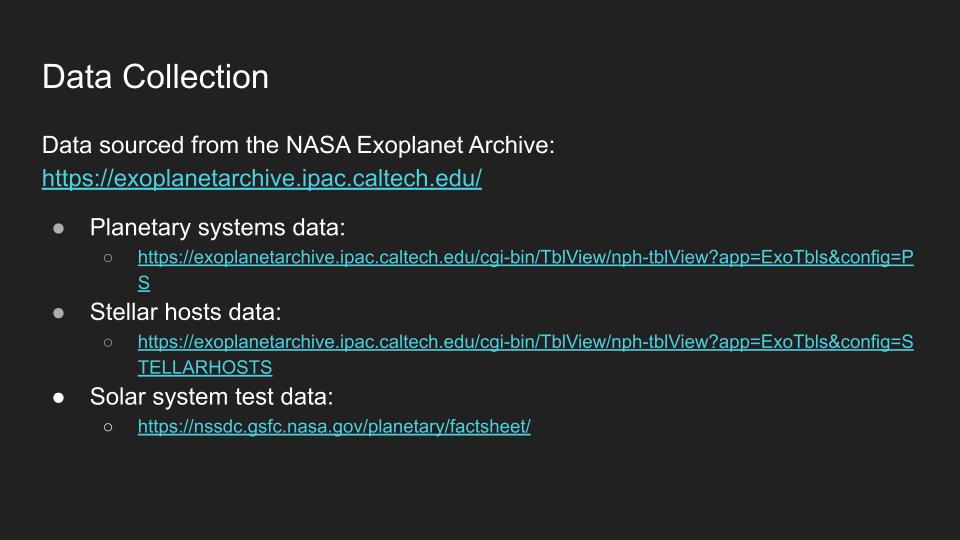 Data Collection
Data sourced from the NASA Exoplanet Archive:
https://exoplanetarchive.ipac.caltech.edu/
● Planetary systems data:
○ https://exoplanetarchive.ipac.caltech.edu/cgi-bin/TblView/nph-tblView?app=ExoTbls&config=P
S
● Stellar hosts data:
○ https://exoplanetarchive.ipac.caltech.edu/cgi-bin/TblView/nph-tblView?app=ExoTbls&config=S
TELLARHOSTS
● Solar system test data:
○ https://nssdc.gsfc.nasa.gov/planetary/factsheet/